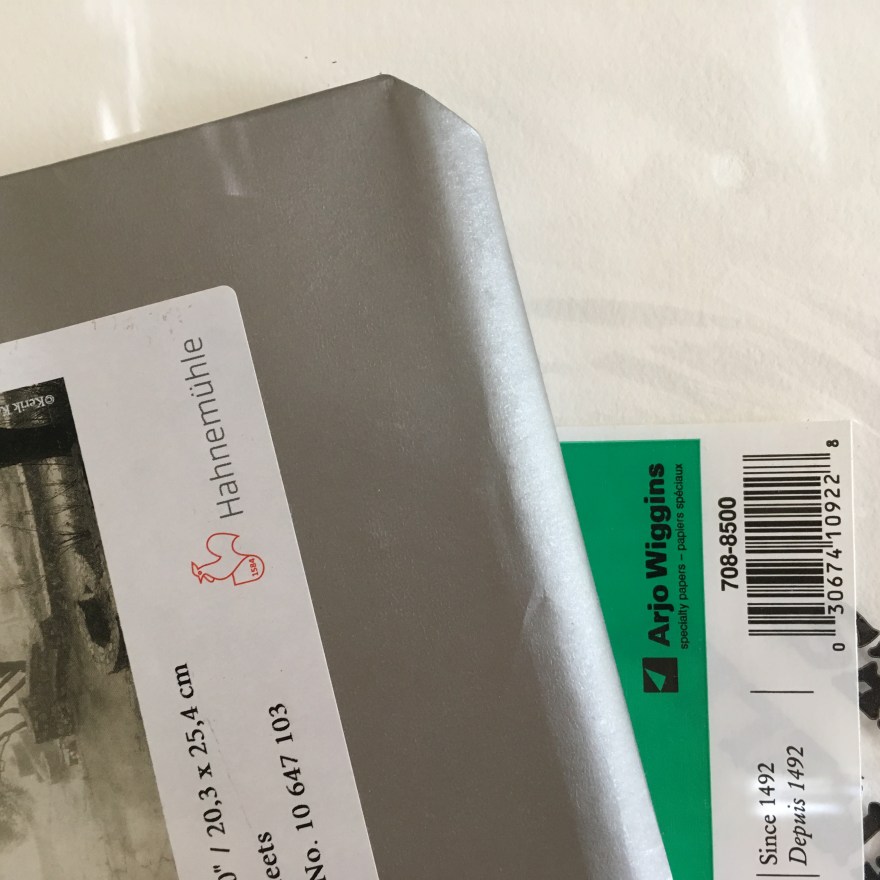 Hahnemühle
1584
0" / 20,3 x 25,4 cm
eets
No. 10 647 103
©Kerik K
Arjo Wiggins
specialty papers – papiers spéciaux
708-8500
0 30674 10922 8
Since 1492
Depuis 1492